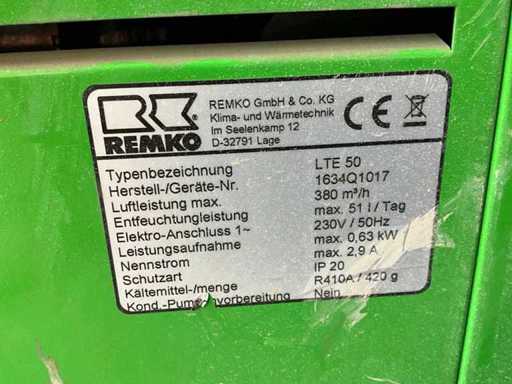 REMKO
REMKO GmbH & Co. KG
Klima- und Wärmetechnik
Im Seelenkamp 12
D-32791 Lage
CE
Typenbezeichnung LTE 50
Herstell-/Geräte-Nr. 1634Q1017
Luftleistung max. 380 m³/h
Entfeuchtungleistung max. 51 l / Tag
Elektro-Anschluss 1~ 230V / 50Hz
Leistungsaufnahme max. 0,63 kW
Nennstrom max. 2,9 A
Schutzart IP 20
Kältemittel-/menge R410A / 420 g
Kond.-Pumpenvorbereitung Nein